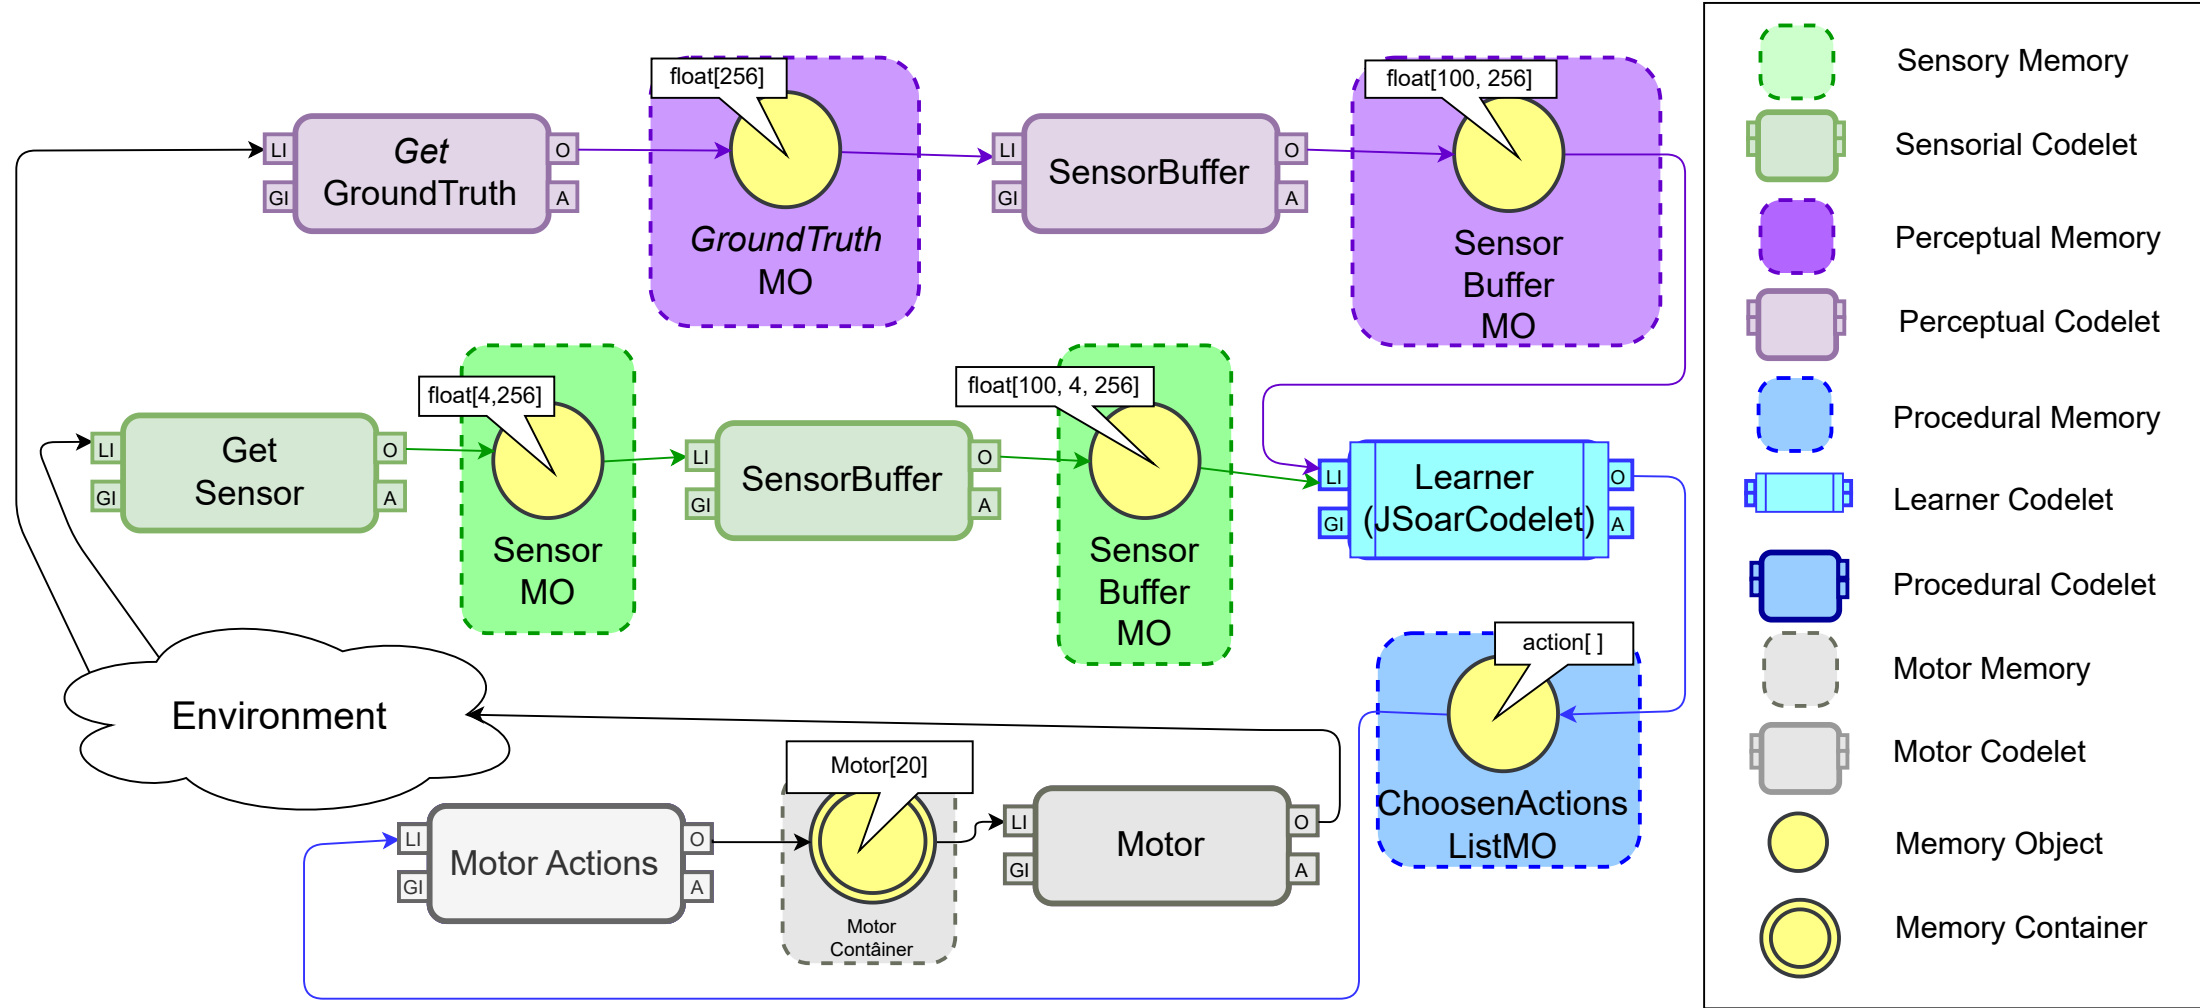 float[256]
float[100, 256]
LI
Get
GroundTruth
O
GI
A
GroundTruth
MO
LI
SensorBuffer
O
GI
A
Sensor
Buffer
MO
float[4,256]
float[100, 4, 256]
LI
Get
Sensor
O
GI
A
Sensor
MO
LI
SensorBuffer
O
GI
A
Sensor
Buffer
MO
LI
Learner
(JSoarCodelet)
O
GI
A
action[ ]
ChoosenActions
ListMO
Environment
Motor[20]
LI
Motor Actions
O
GI
A
Motor
Contâiner
LI
Motor
O
GI
A
Sensory Memory
Sensorial Codelet
Perceptual Memory
Perceptual Codelet
Procedural Memory
Learner Codelet
Procedural Codelet
Motor Memory
Motor Codelet
Memory Object
Memory Container